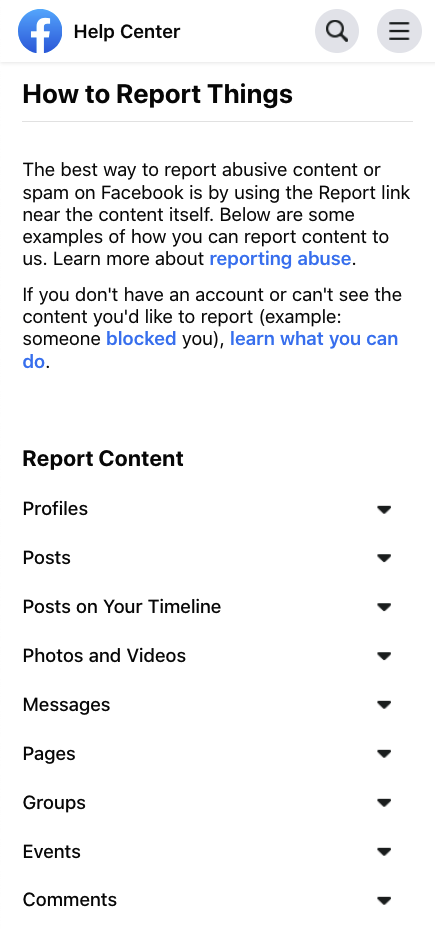 Help Center
How to Report Things
The best way to report abusive content or
spam on Facebook is by using the Report link
near the content itself. Below are some
examples of how you can report content to
us. Learn more about reporting abuse.
If you don't have an account or can't see the
content you'd like to report (example:
someone blocked you), learn what you can
do.
Report Content
Profiles
Posts
Posts on Your Timeline
Photos and Videos
Messages
Pages
Groups
Events
Comments